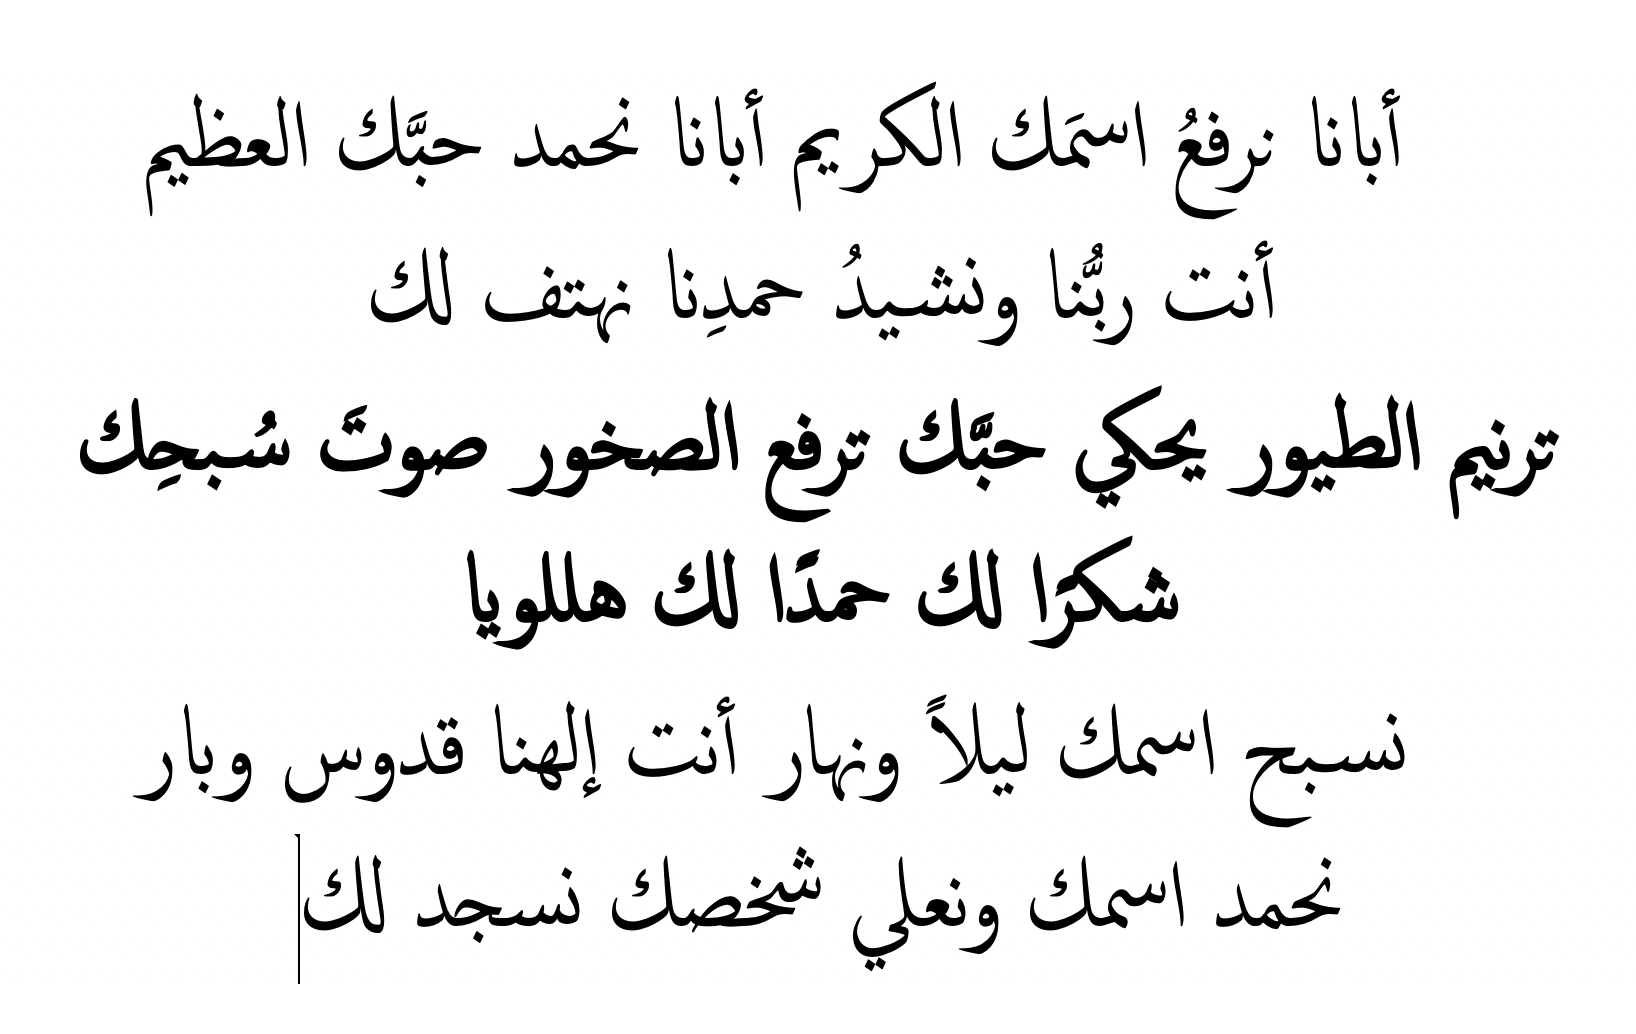 أبانا نرفعُ اسمَك الكريم أبانا نحمد حبَّك العظيم
أنت ربُّنا ونشيدُ حمدِنا نهتف لك
ترنيم الطيور يحكي حبَّك ترفع الصخور صوتَ سُبحِك
شكرًا لك حمدًا لك هللويا
نسبح اسمك ليلاً ونهار أنت إلهنا قدوس وبار
نحمد اسمك ونعلي شخصك نسجد لك